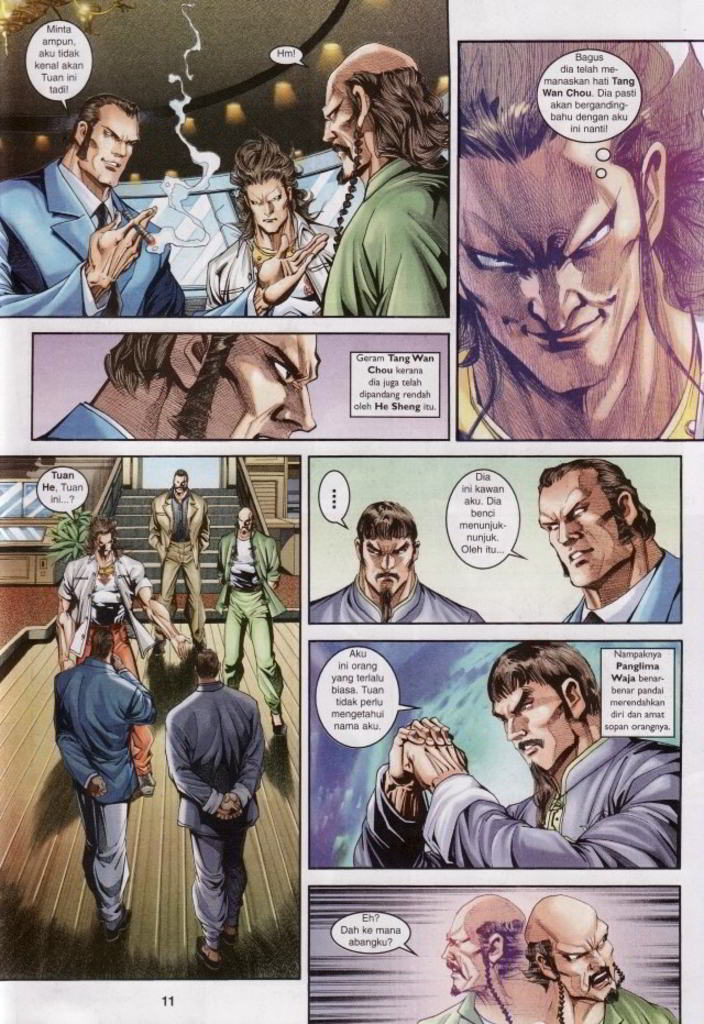 Minta
ampun,
aku tidak
kenal akan
Tuan ini
tadi!
Hm!
Bagus
dia telah me-
manaskan hati Tang
Wan Chou. Dia pasti
akan berganding-
bahu dengan aku
ini nanti!
Geram Tang Wan
Chou kerana
dia juga telah
dipandang rendah
oleh He Sheng itu.
Tuan
He, Tuan
ini...?
....
Dia
ini kawan
aku. Dia
benci
menunjuk-
nunjuk.
Oleh itu...
Aku
ini orang
yang terlalu
biasa. Tuan
tidak perlu
mengetahui
nama aku.
Nampaknya
Panglima
Waja benar-
benar pandai
merendahkan
diri dan amat
sopan orangnya.
Eh?
Dah ke mana
abangku?
11